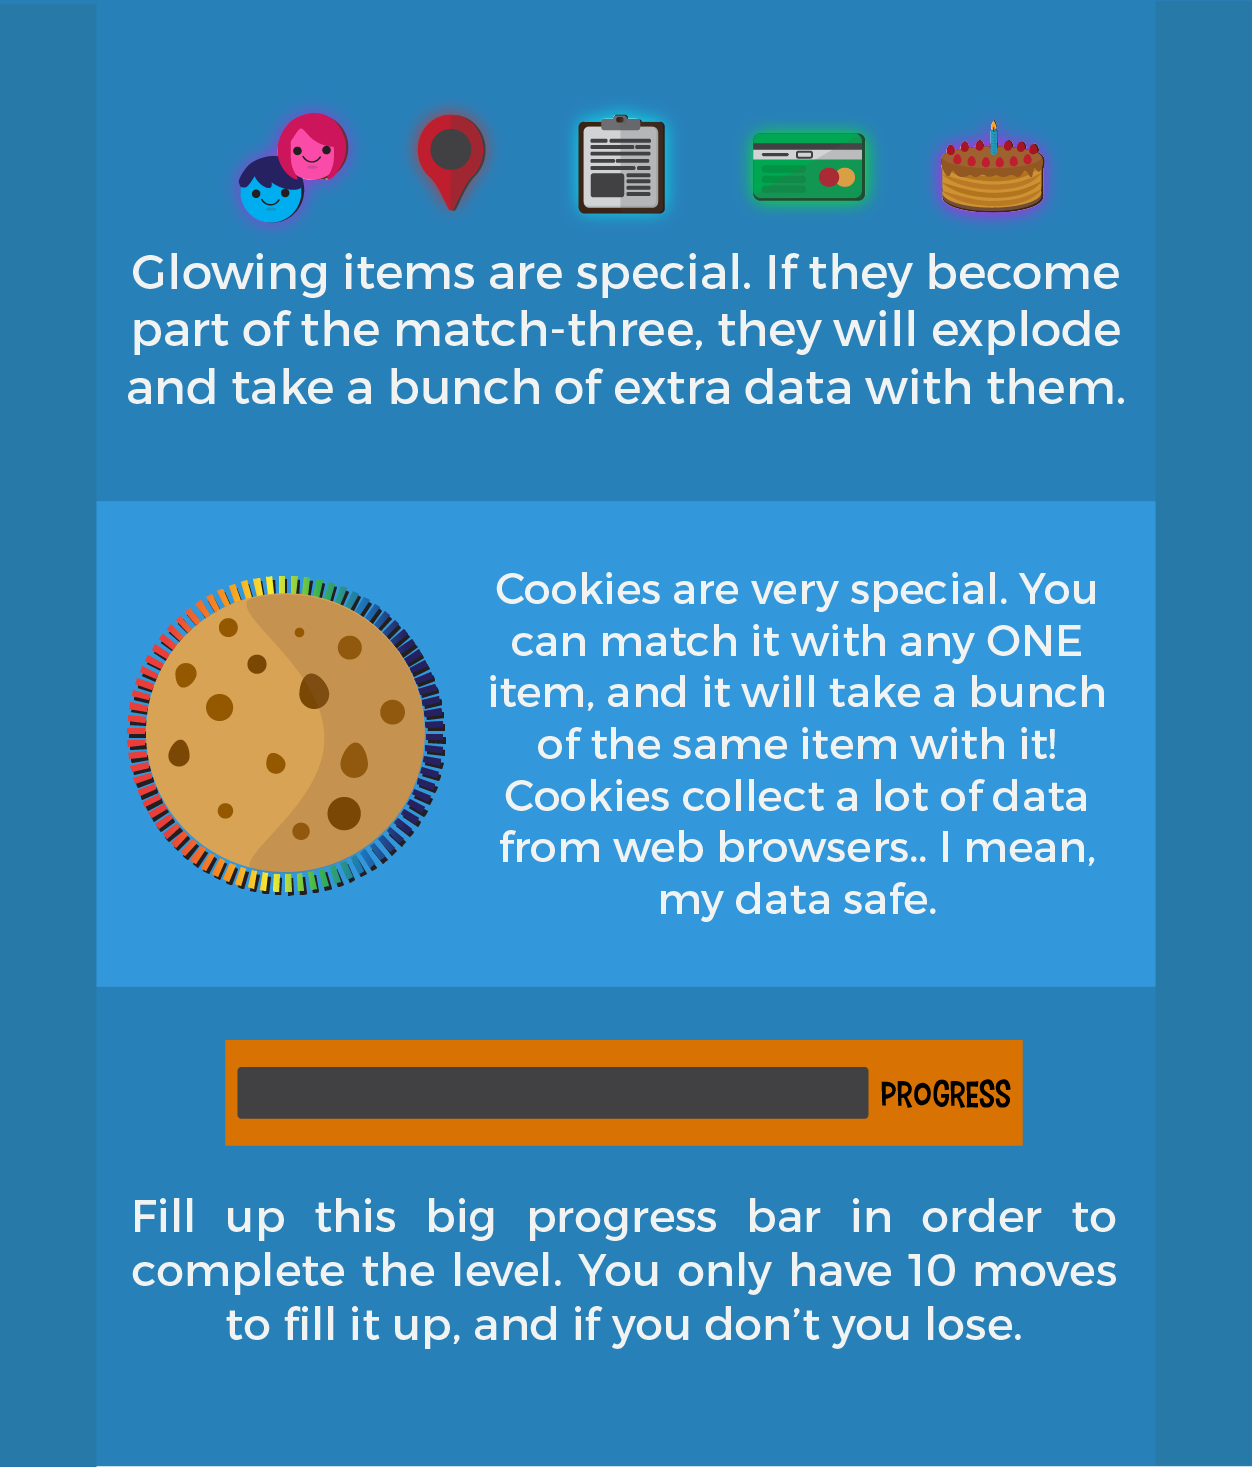 Glowing items are special. If they become
part of the match-three, they will explode
and take a bunch of extra data with them.
Cookies are very special. You
can match it with any ONE
item, and it will take a bunch
of the same item with it!
Cookies collect a lot of data
from web browsers.. I mean,
my data safe.
PROGRESS
Fill up this big progress bar in order to
complete the level. You only have 10 moves
to fill it up, and if you don’t you lose.